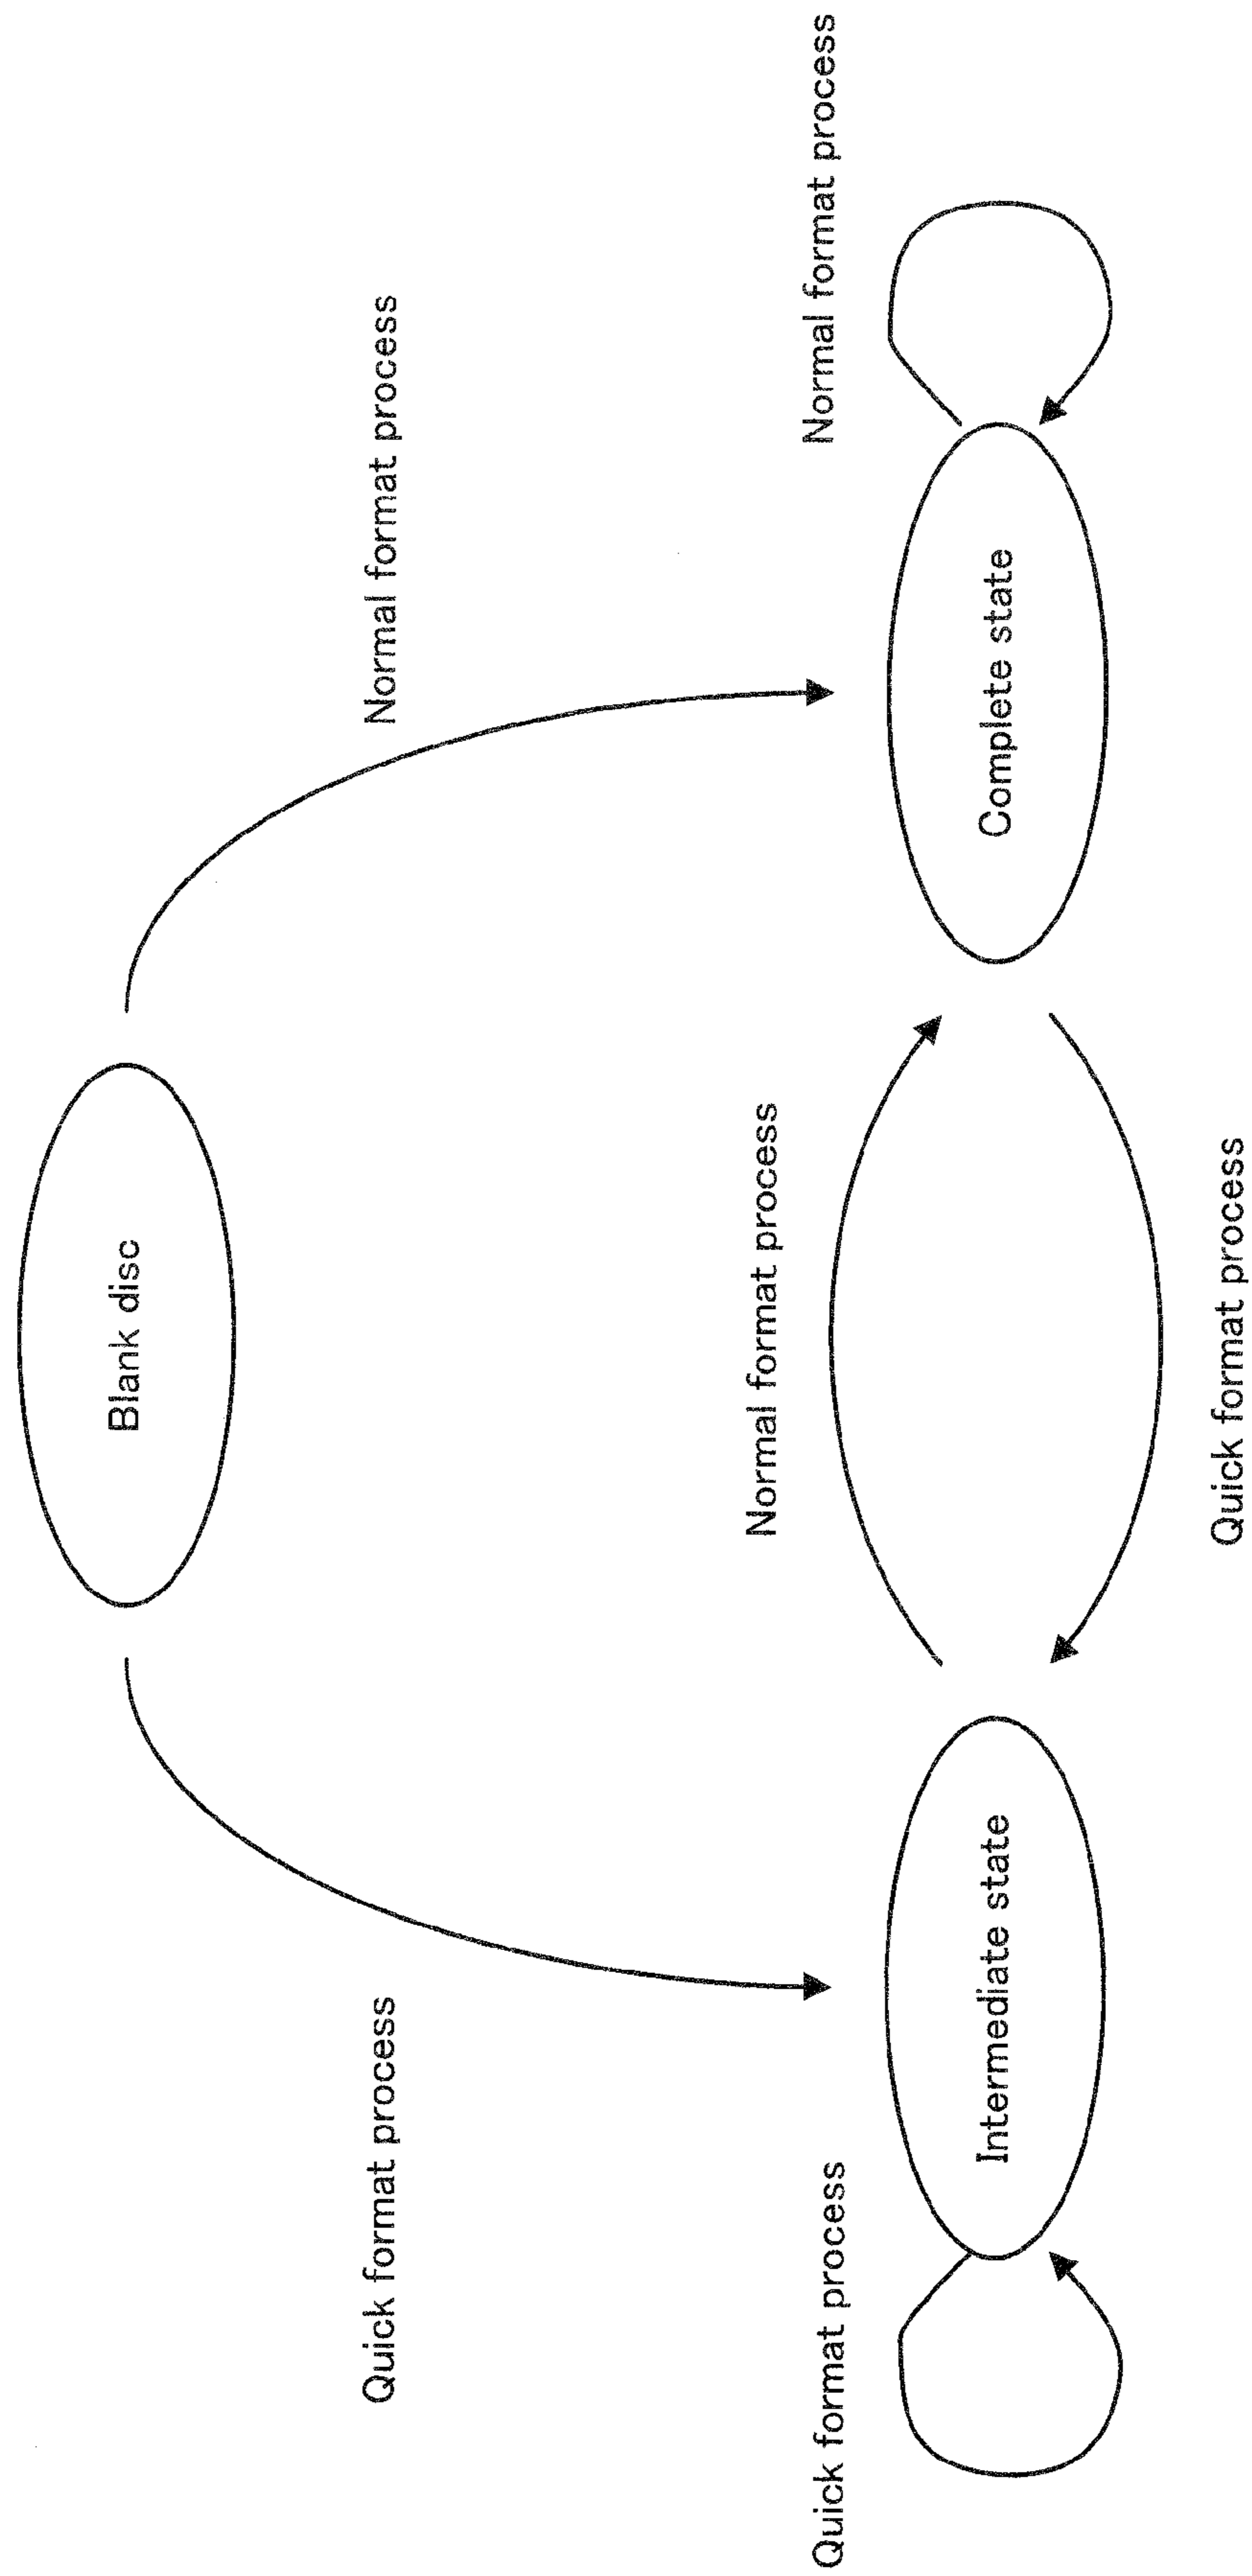 Blank disc
Quick format process
Normal format process
Normal format process
Quick format process
Normal format process
Intermediate state
Complete state
Quick format process